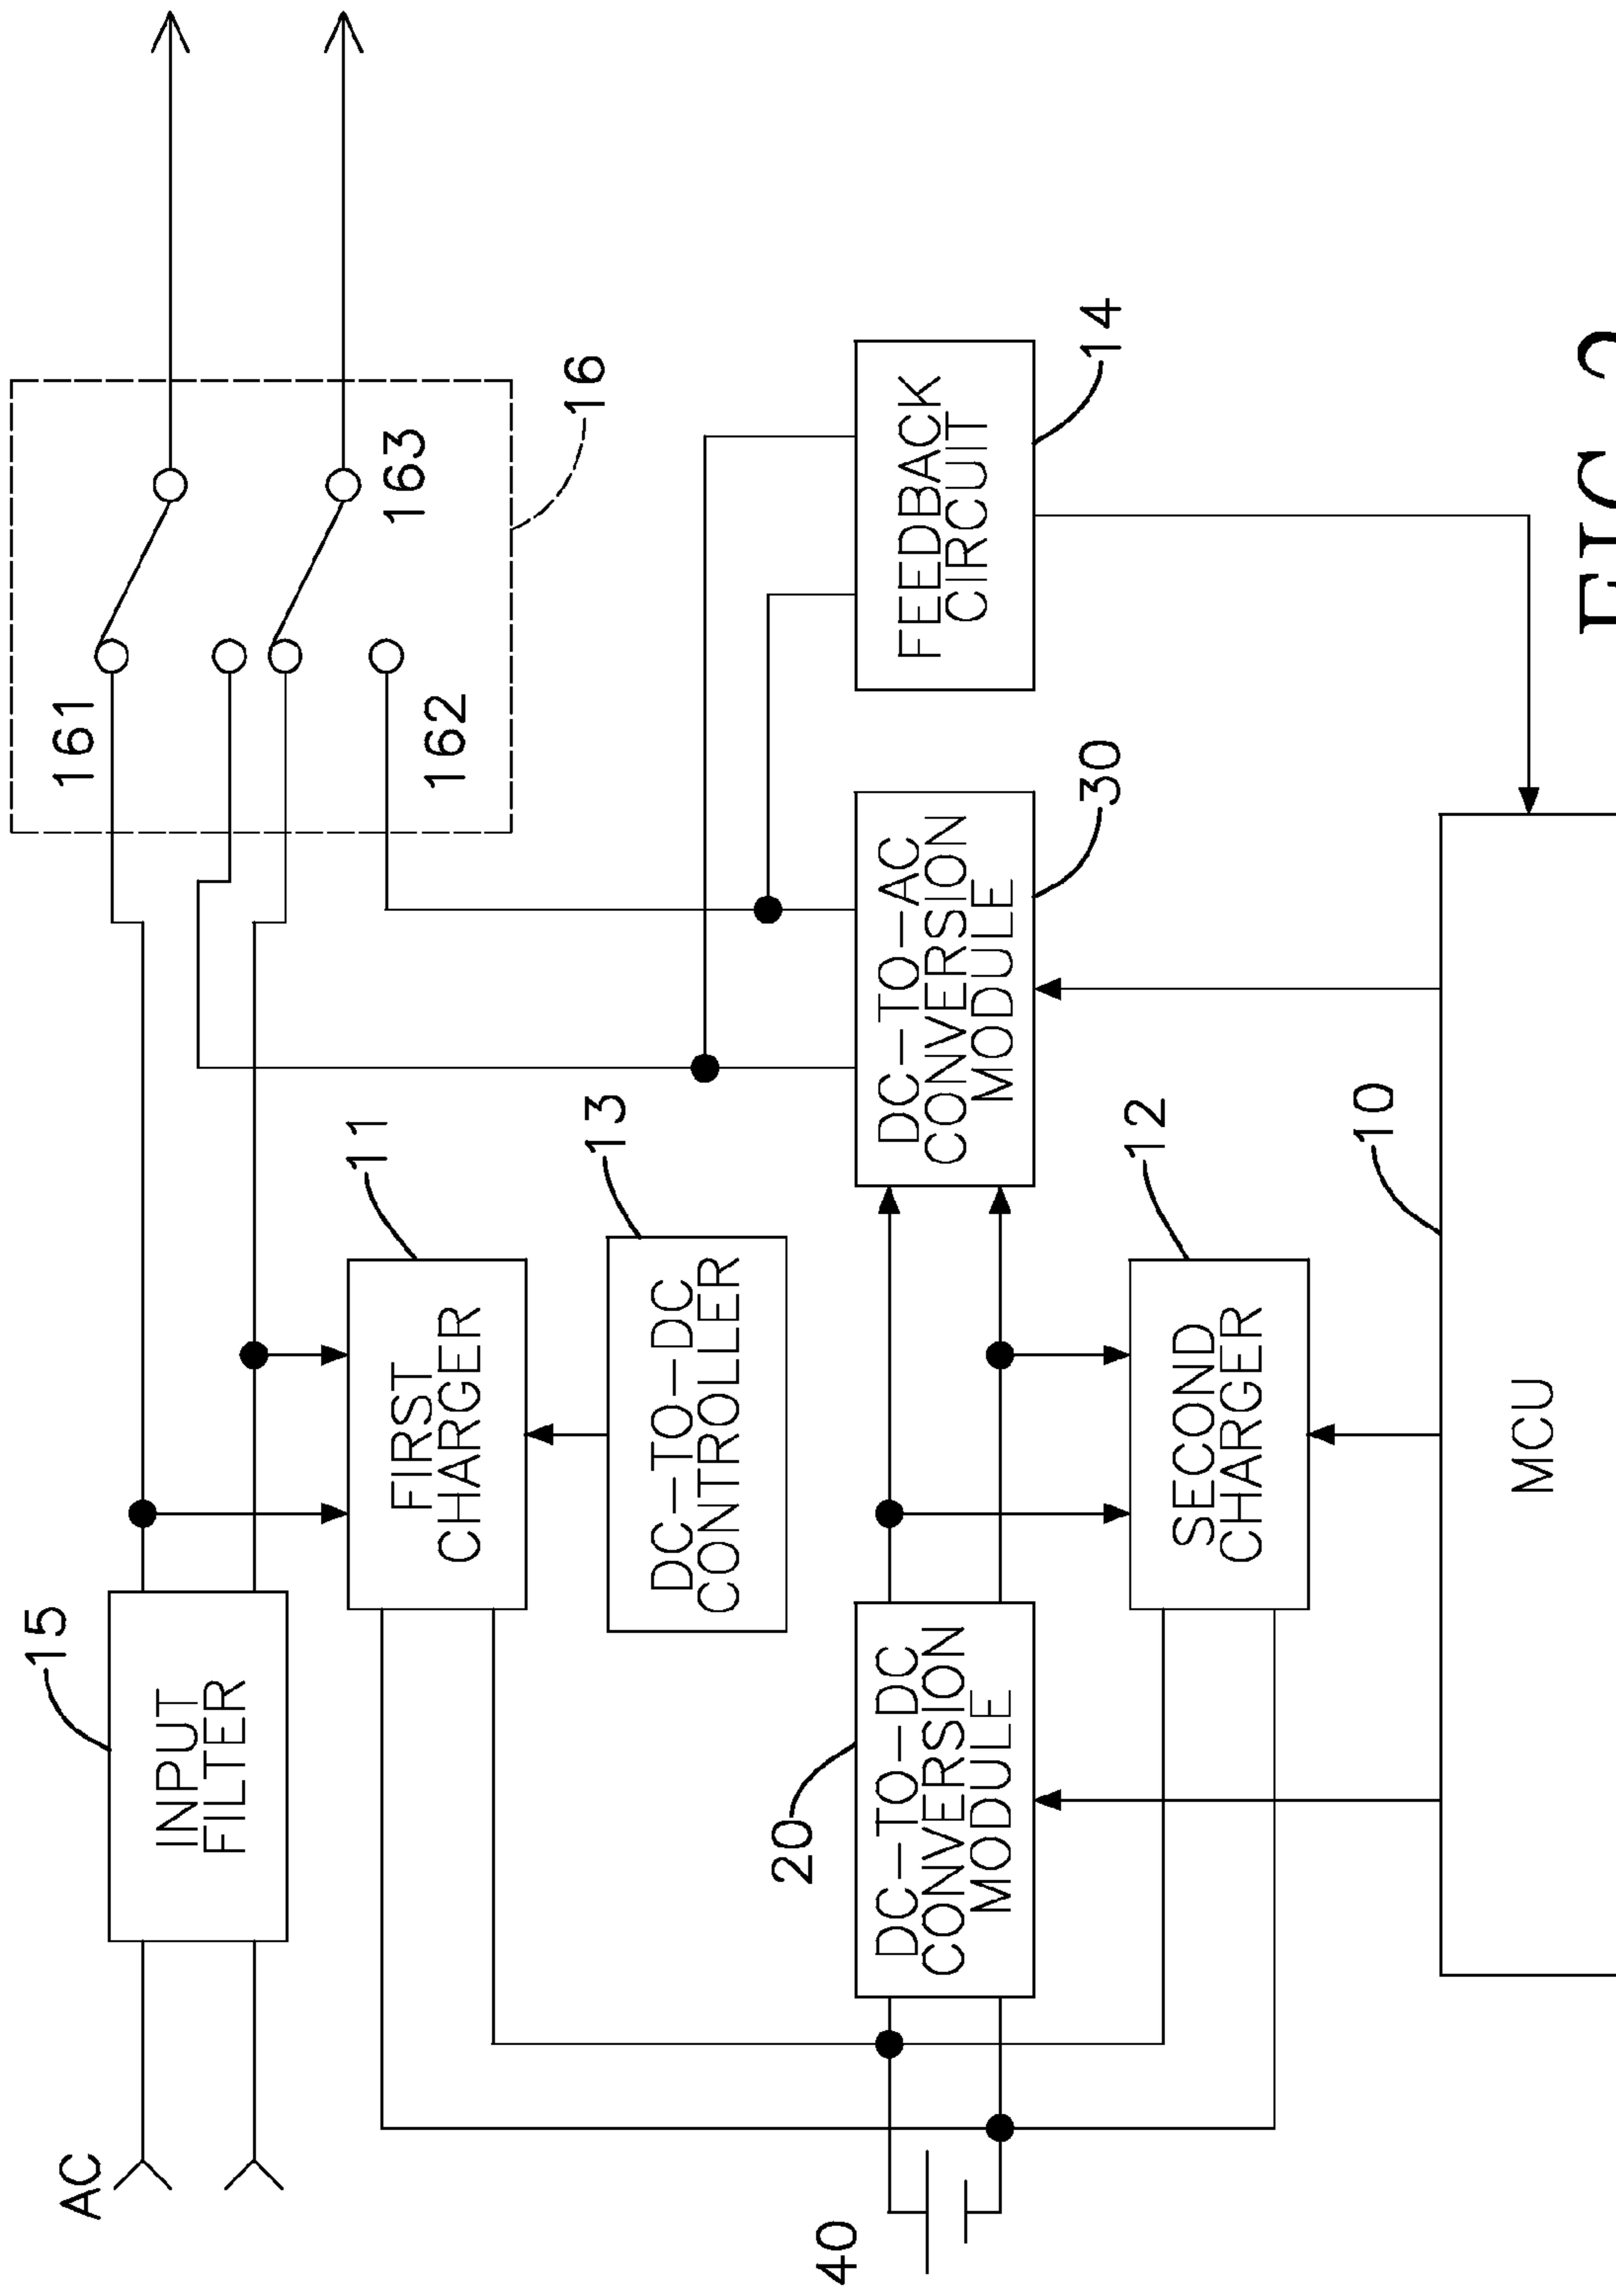 AC
15
INPUT
FILTER
161
162
163
16
11
FIRST
CHARGER
13
DC-TO-DC
CONTROLLER
40
20
DC-TO-DC
CONVERSION
MODULE
DC-TO-AC
CONVERSION
MODULE
30
FEEDBACK
CIRCUIT
14
12
SECOND
CHARGER
10
MCU